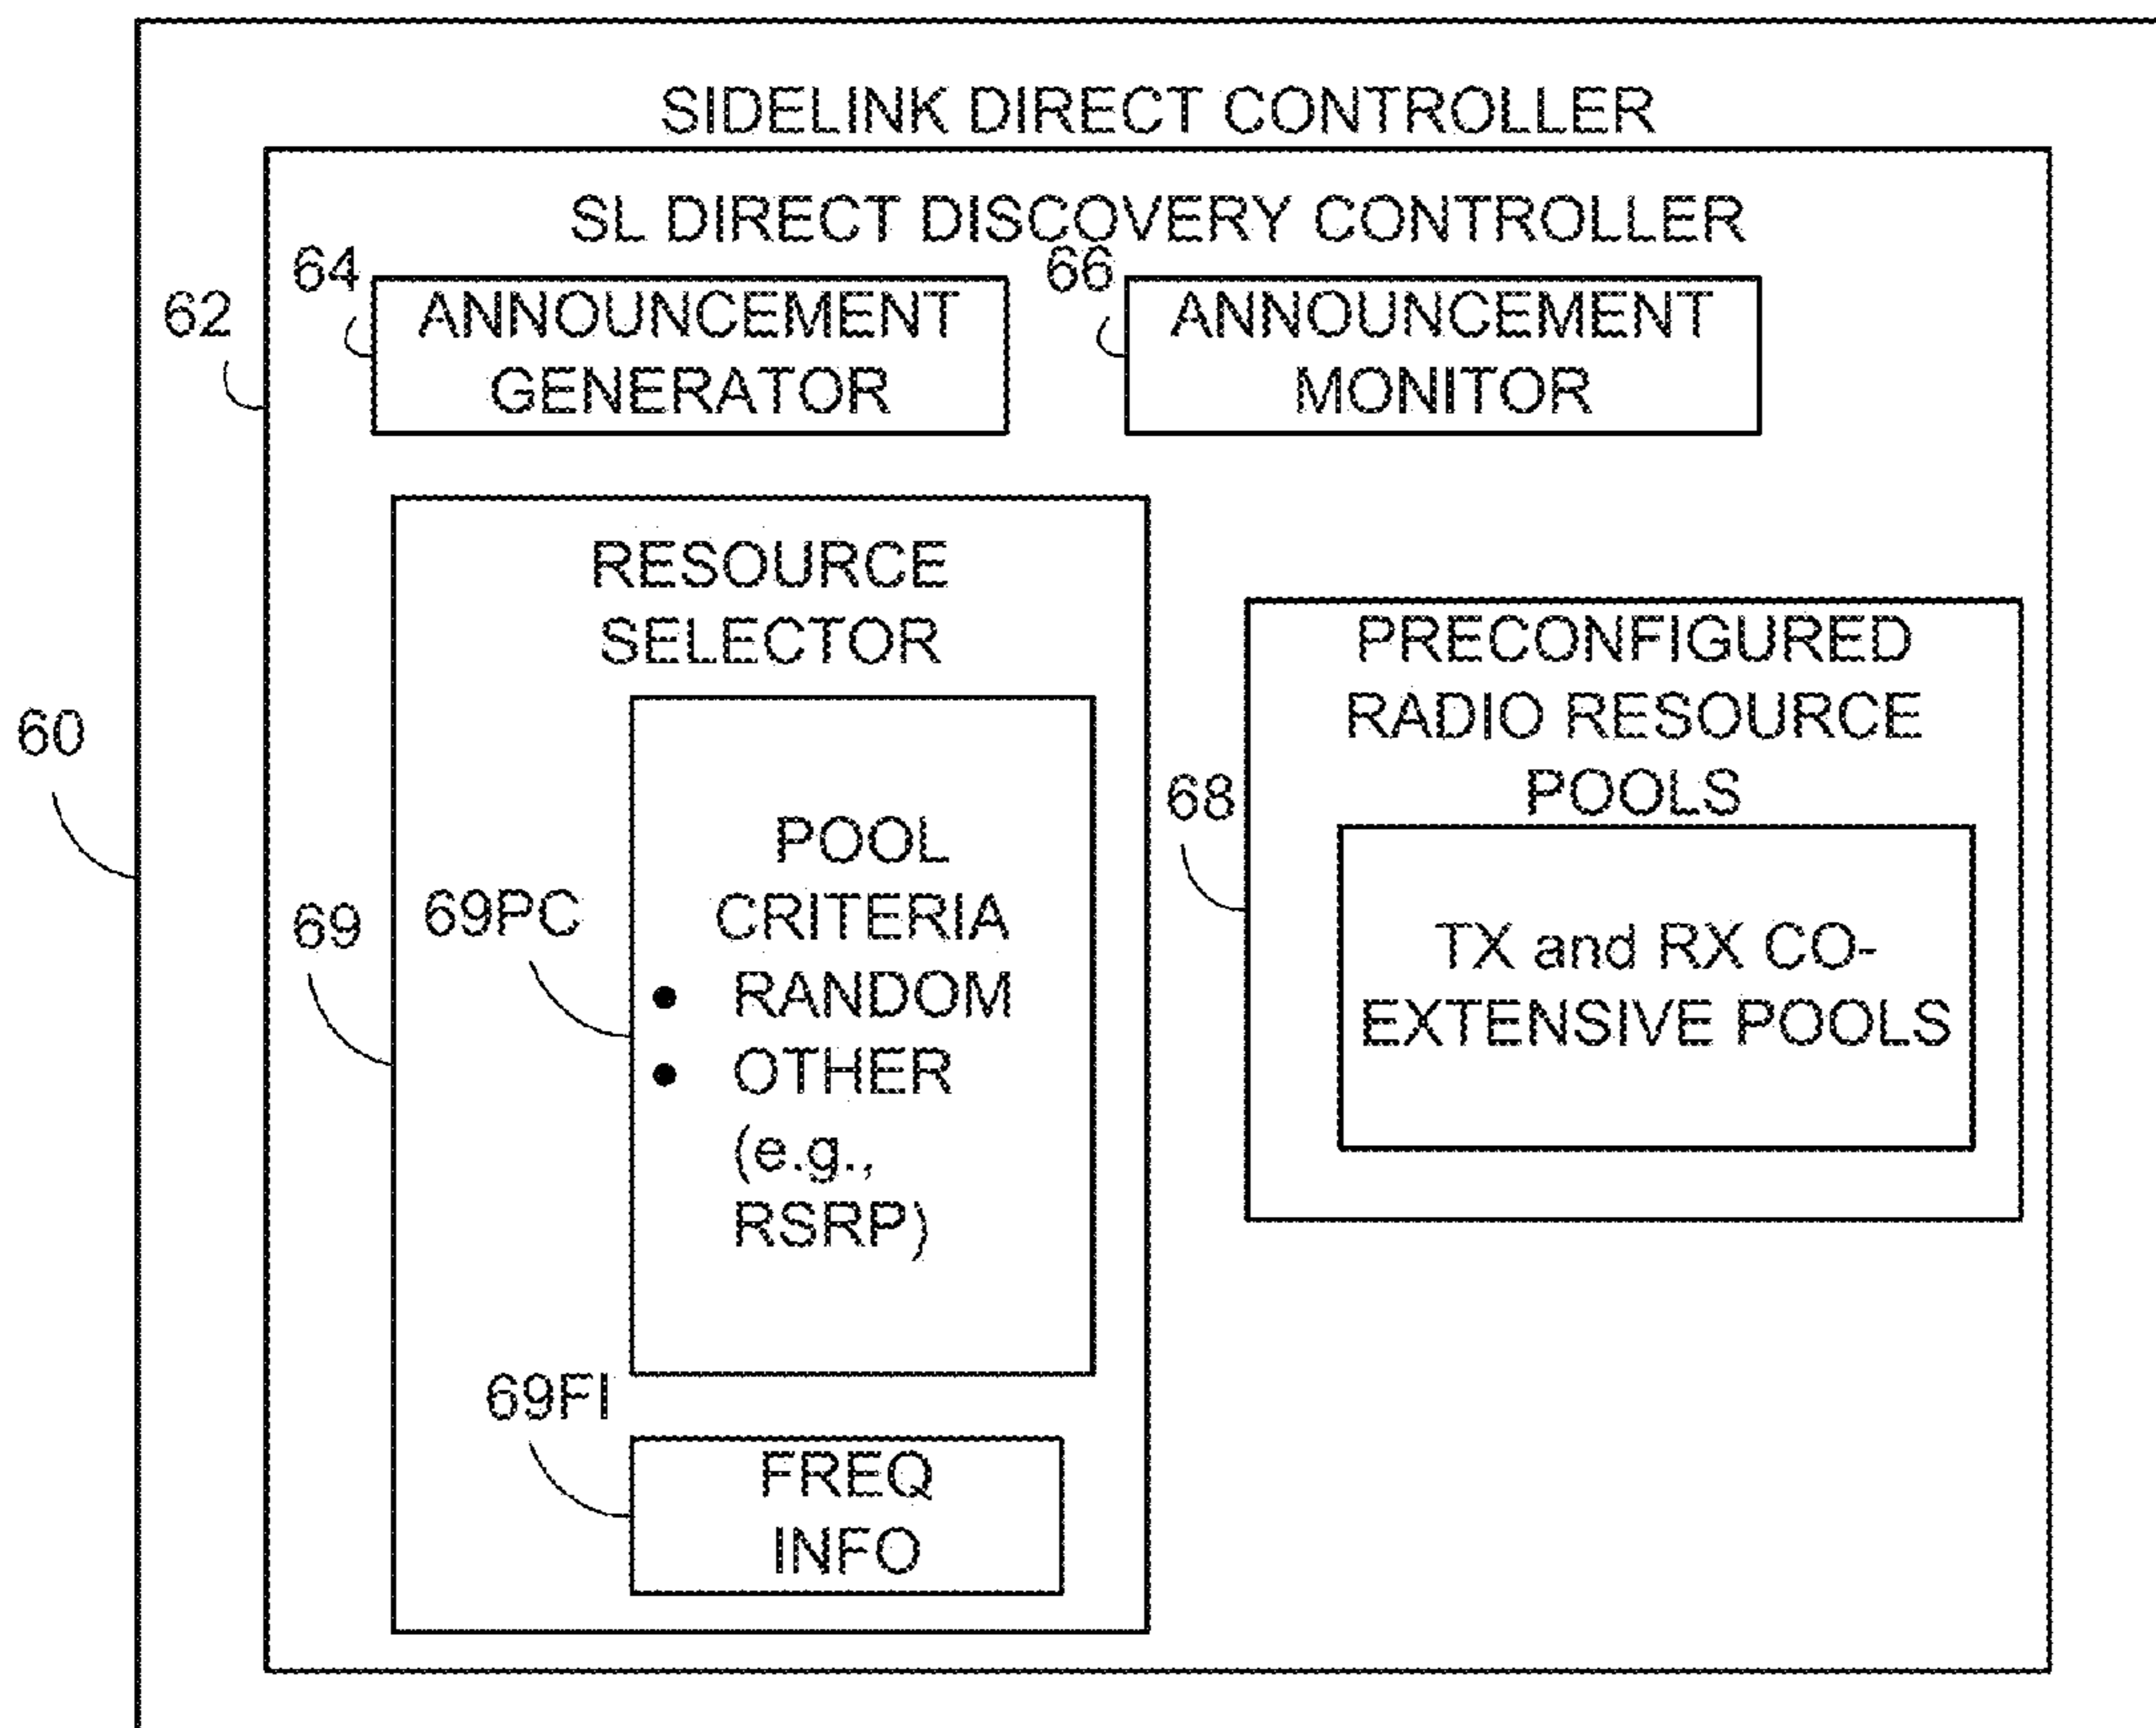 SIDELINK DIRECT CONTROLLER
SL DIRECT DISCOVERY CONTROLLER
62
64
ANNOUNCEMENT
GENERATOR
66
ANNOUNCEMENT
MONITOR
60
69
RESOURCE
SELECTOR
69PC
POOL
CRITERIA
• RANDOM
• OTHER
(e.g.,
RSRP)
69FI
FREQ
INFO
68
PRECONFIGURED
RADIO RESOURCE
POOLS
TX and RX CO-
EXTENSIVE POOLS